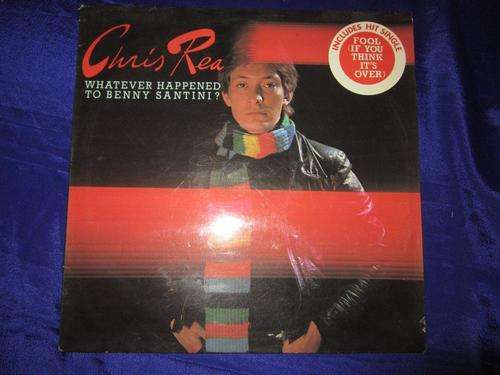 Chris Rea
WHATEVER HAPPENED
TO BENNY SANTINI?
INCLUDES HIT SINGLE
FOOL
(IF YOU
THINK
IT'S
OVER)